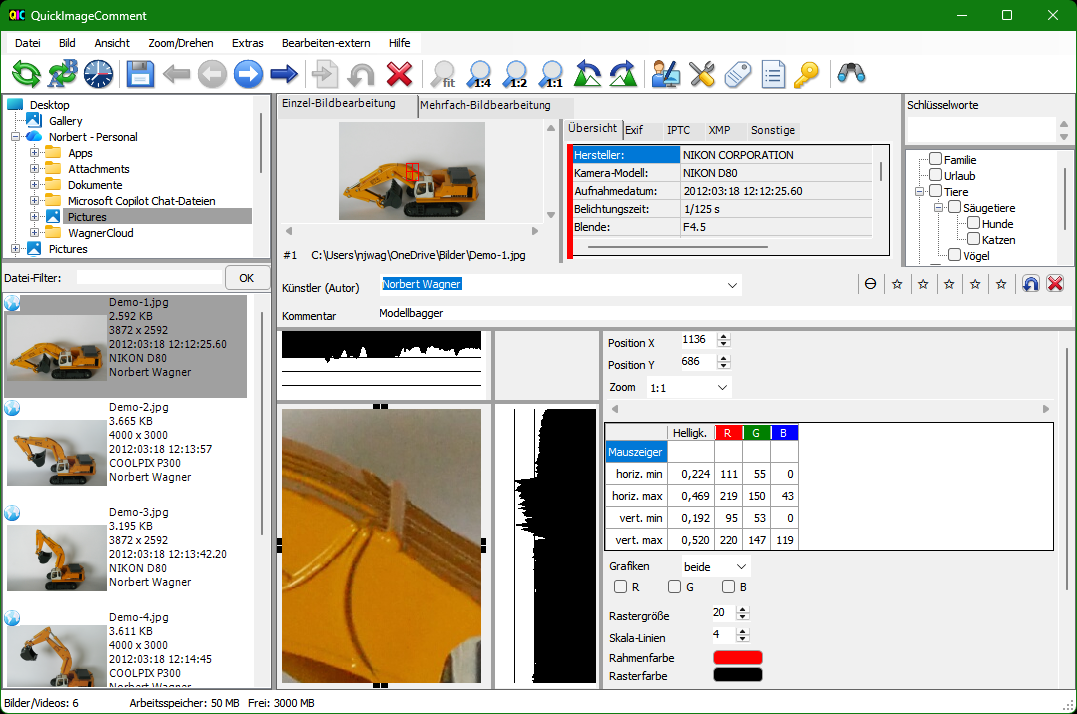 QIC QuickImageComment
Datei Bild Ansicht Zoom/Drehen Extras Bearbeiten-extern Hilfe
fit 1:4 1:2 1:1
Desktop
Gallery
Norbert - Personal
Apps
Attachments
Dokumente
Microsoft Copilot Chat-Dateien
Pictures
WagnerCloud
Pictures
Datei-Filter: OK
Demo-1.jpg
2.592 KB
3872 x 2592
2012:03:18 12:12:25.60
NIKON D80
Norbert Wagner
Demo-2.jpg
3.665 KB
4000 x 3000
2012:03:18 12:13:57
COOLPIX P300
Norbert Wagner
Demo-3.jpg
3.195 KB
3872 x 2592
2012:03:18 12:13:42.20
NIKON D80
Norbert Wagner
Demo-4.jpg
3.611 KB
4000 x 3000
2012:03:18 12:14:45
COOLPIX P300
Norbert Wagner
Einzel-Bildbearbeitung Mehrfach-Bildbearbeitung
#1 C:\Users\njwag\OneDrive\Bilder\Demo-1.jpg
Übersicht Exif IPTC XMP Sonstige
Hersteller: NIKON CORPORATION
Kamera-Modell: NIKON D80
Aufnahmedatum: 2012:03:18 12:12:25.60
Belichtungszeit: 1/125 s
Blende: F4.5
Schlüsselworte
Familie
Urlaub
Tiere
Säugetiere
Hunde
Katzen
Vögel
Künstler (Autor) Norbert Wagner
Kommentar Modellbagger
Position X 1136
Position Y 686
Zoom 1:1
Helligk. R G B
Mauszeiger
horiz. min 0,224 111 55 0
horiz. max 0,469 219 150 43
vert. min 0,192 95 53 0
vert. max 0,520 220 147 119
Grafiken beide
R G B
Rastergröße 20
Skala-Linien 4
Rahmenfarbe
Rasterfarbe
Bilder/Videos: 6 Arbeitsspeicher: 50 MB Frei: 3000 MB